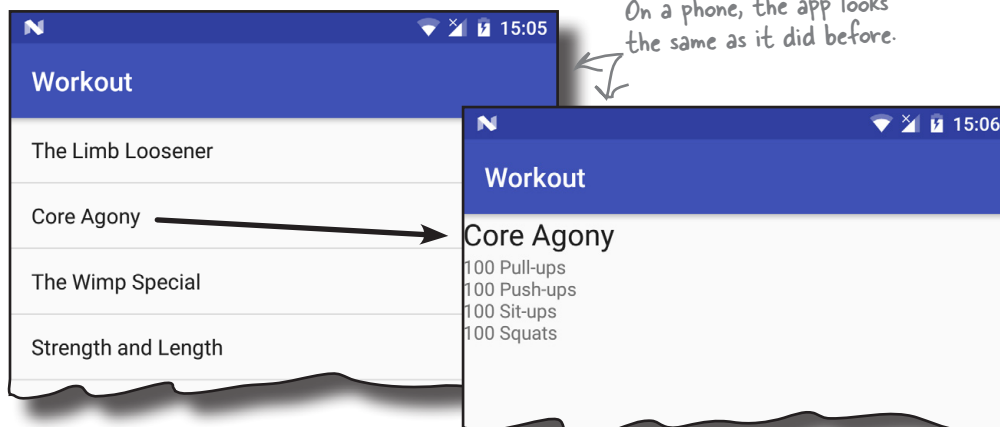 On a phone, the app looks
the same as it did before.
15:05
Workout
The Limb Loosener
Core Agony
The Wimp Special
Strength and Length
15:06
Workout
Core Agony
100 Pull-ups
100 Push-ups
100 Sit-ups
100 Squats